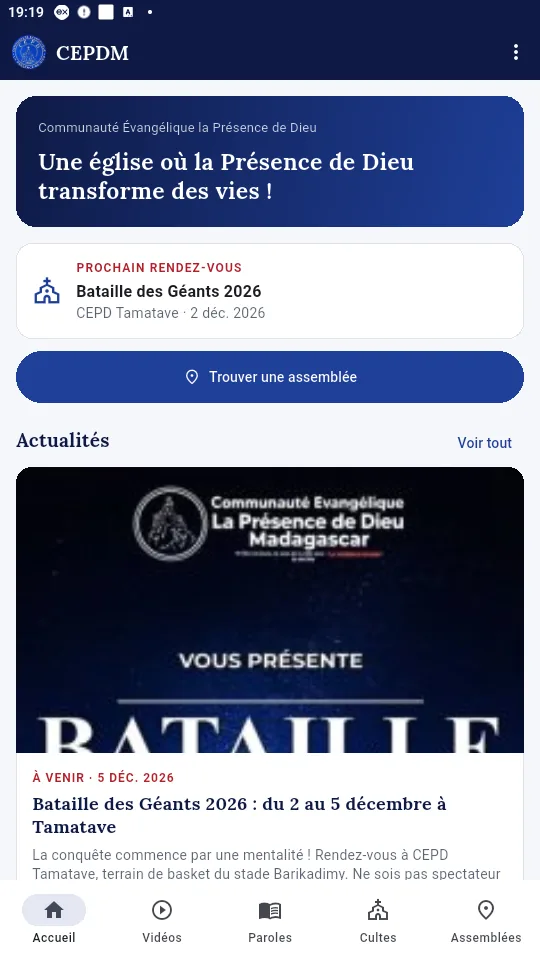 19:19
CEPDM
Communauté Évangélique la Présence de Dieu
Une église où la Présence de Dieu
transforme des vies !
PROCHAIN RENDEZ-VOUS
Bataille des Géants 2026
CEPD Tamatave · 2 déc. 2026
Trouver une assemblée
Actualités
Voir tout
Communauté Evangélique
La Présence de Dieu
Madagascar
VOUS PRÉSENTE
BATAILLE
À VENIR · 5 DÉC. 2026
Bataille des Géants 2026 : du 2 au 5 décembre à
Tamatave
La conquête commence par une mentalité ! Rendez-vous à CEPD
Tamatave, terrain de basket du stade Barikadimy. Ne sois pas spectateur
Accueil
Vidéos
Paroles
Cultes
Assemblées